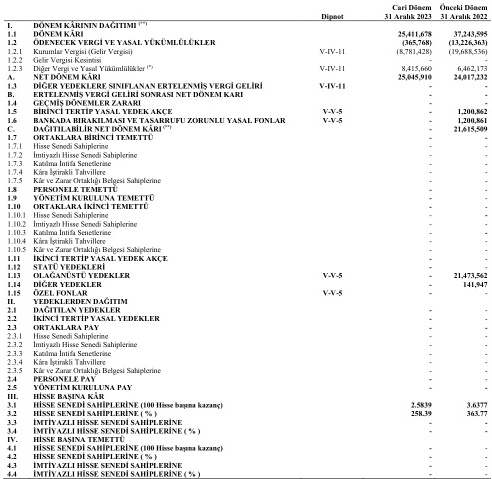 Cari Dönem Önceki Dönem
Dipnot 31 Aralık 2023 31 Aralık 2022
I. DÖNEM KÂRININ DAĞITIMI (**)
1.1 DÖNEM KÂRI 25,411,678 37,243,595
1.2 ÖDENECEK VERGİ VE YASAL YÜKÜMLÜLÜKLER (365,768) (13,226,363)
1.2.1 Kurumlar Vergisi (Gelir Vergisi) V-IV-11 (8,781,428) (19,688,536)
1.2.2 Gelir Vergisi Kesintisi - -
1.2.3 Diğer Vergi ve Yasal Yükümlülükler (*) V-IV-11 8,415,660 6,462,173
A. NET DÖNEM KÂRI 25,045,910 24,017,232
1.3 DİĞER YEDEKLERE SINIFLANAN ERTELENMİŞ VERGİ GELİRİ V-IV-11 - -
B. ERTELENMİŞ VERGİ GELİRİ SONRASI NET DÖNEM KARI - -
1.4 GEÇMİŞ DÖNEMLER ZARARI - -
1.5 BİRİNCİ TERTİP YASAL YEDEK AKÇE V-V-5 - 1,200,862
1.6 BANKADA BIRAKILMASI VE TASARRUFU ZORUNLU YASAL FONLAR V-V-5 - 1,200,861
C. DAĞITILABİLİR NET DÖNEM KÂRI (**) - 21,615,509
1.7 ORTAKLARA BİRİNCİ TEMETTÜ - -
1.7.1 Hisse Senedi Sahiplerine - -
1.7.2 İmtiyazlı Hisse Senedi Sahiplerine - -
1.7.3 Katılma İntifa Senetlerine - -
1.7.4 Kâra İştirakli Tahvillere - -
1.7.5 Kâr ve Zarar Ortaklığı Belgesi Sahiplerine - -
1.8 PERSONELE TEMETTÜ - -
1.9 YÖNETİM KURULUNA TEMETTÜ - -
1.10 ORTAKLARA İKİNCİ TEMETTÜ - -
1.10.1 Hisse Senedi Sahiplerine - -
1.10.2 İmtiyazlı Hisse Senedi Sahiplerine - -
1.10.3 Katılma İntifa Senetlerine - -
1.10.4 Kâra İştirakli Tahvillere - -
1.10.5 Kâr ve Zarar Ortaklığı Belgesi Sahiplerine - -
1.11 İKİNCİ TERTİP YASAL YEDEK AKÇE - -
1.12 STATÜ YEDEKLERİ - -
1.13 OLAĞANÜSTÜ YEDEKLER V-V-5 - 21,473,562
1.14 DİĞER YEDEKLER - 141,947
1.15 ÖZEL FONLAR V-V-5 - -
II. YEDEKLERDEN DAĞITIM
2.1 DAĞITILAN YEDEKLER - -
2.2 İKİNCİ TERTİP YASAL YEDEKLER - -
2.3 ORTAKLARA PAY - -
2.3.1 Hisse Senedi Sahiplerine - -
2.3.2 İmtiyazlı Hisse Senedi Sahiplerine - -
2.3.3 Katılma İntifa Senetlerine - -
2.3.4 Kâra İştirakli Tahvillere - -
2.3.5 Kâr ve Zarar Ortaklığı Belgesi Sahiplerine - -
2.4 PERSONELE PAY - -
2.5 YÖNETİM KURULUNA PAY - -
III. HİSSE BAŞINA KÂR
3.1 HİSSE SENEDİ SAHİPLERİNE (100 Hisse başına kazanç) 2.5839 3.6377
3.2 HİSSE SENEDİ SAHİPLERİNE ( % ) 258.39 363.77
3.3 İMTİYAZLI HİSSE SENEDİ SAHİPLERİNE - -
3.4 İMTİYAZLI HİSSE SENEDİ SAHİPLERİNE ( % ) - -
IV. HİSSE BAŞINA TEMETTÜ
4.1 HİSSE SENEDİ SAHİPLERİNE (100 Hisse başına kazanç) - -
4.2 HİSSE SENEDİ SAHİPLERİNE ( % ) - -
4.3 İMTİYAZLI HİSSE SENEDİ SAHİPLERİNE - -
4.4 İMTİYAZLI HİSSE SENEDİ SAHİPLERİNE ( % ) - -